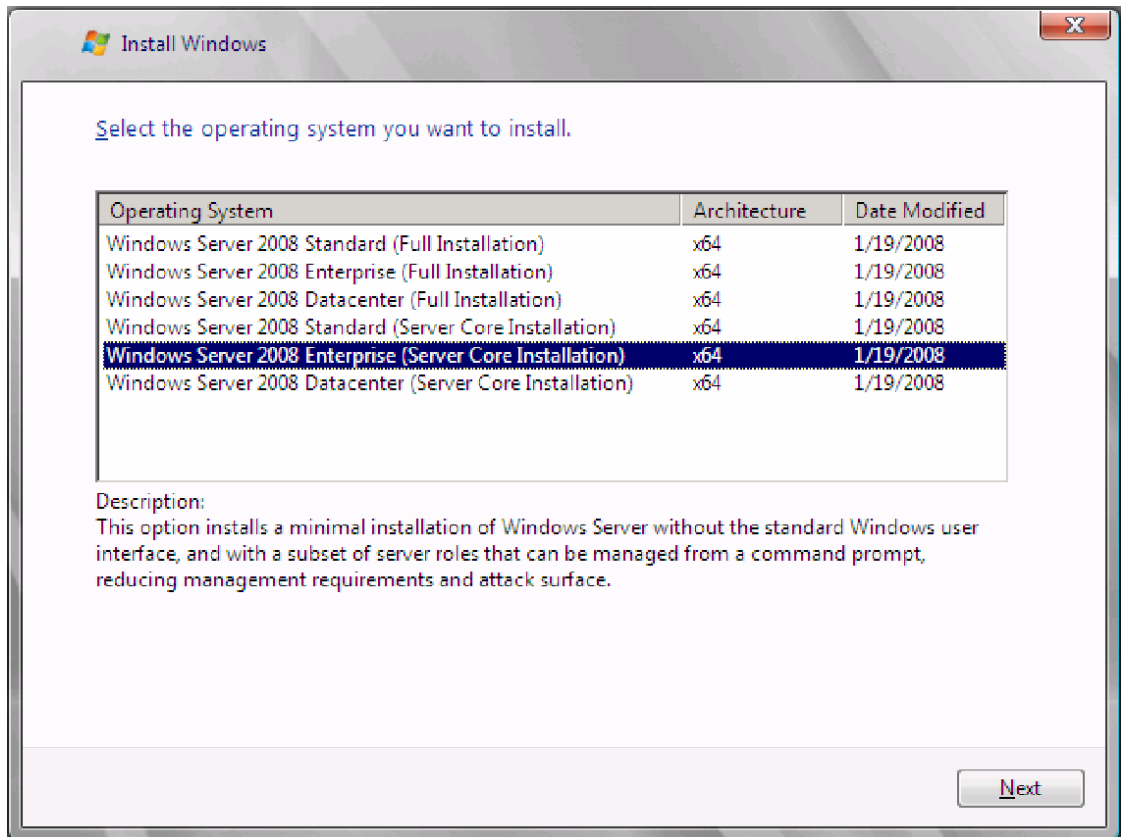 Install Windows
Select the operating system you want to install.
Operating System Architecture Date Modified
Windows Server 2008 Standard (Full Installation) x64 1/19/2008
Windows Server 2008 Enterprise (Full Installation) x64 1/19/2008
Windows Server 2008 Datacenter (Full Installation) x64 1/19/2008
Windows Server 2008 Standard (Server Core Installation) x64 1/19/2008
Windows Server 2008 Enterprise (Server Core Installation) x64 1/19/2008
Windows Server 2008 Datacenter (Server Core Installation) x64 1/19/2008
Description:
This option installs a minimal installation of Windows Server without the standard Windows user
interface, and with a subset of server roles that can be managed from a command prompt,
reducing management requirements and attack surface.
Next